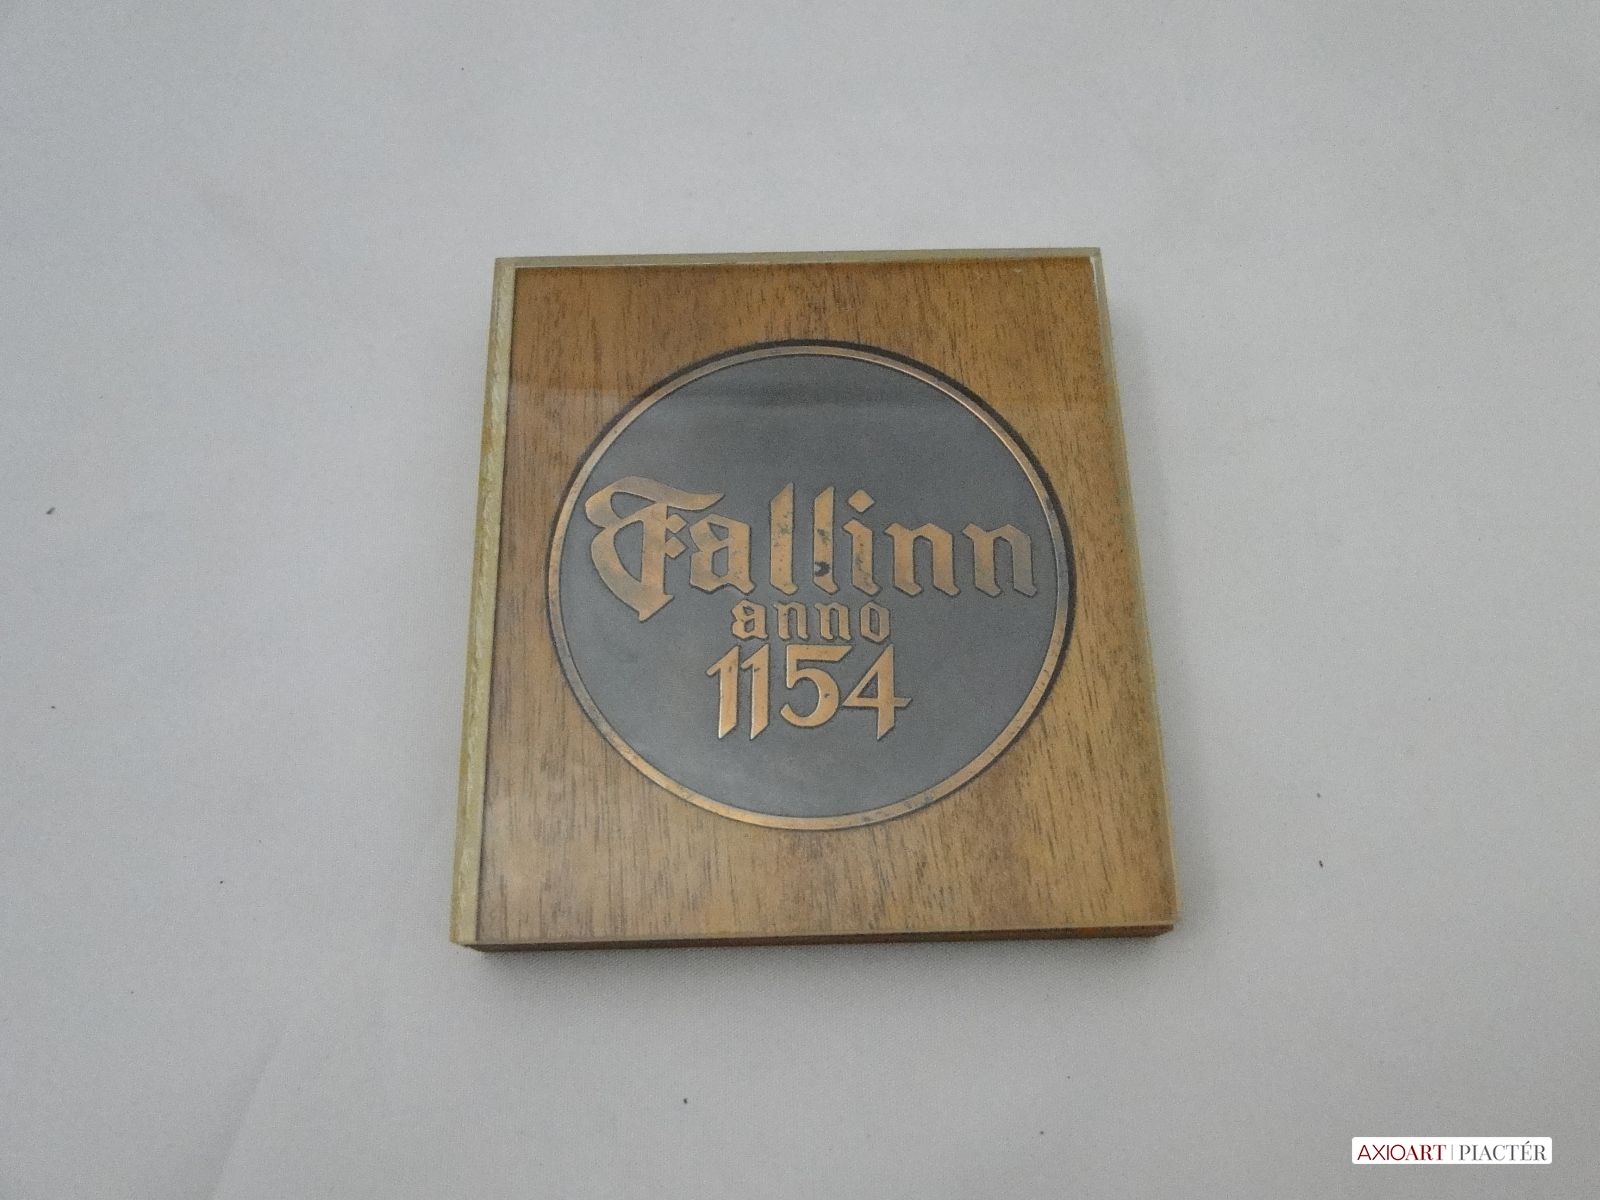 Tallinn
anno
1154
AXIOART | PIACTÉR